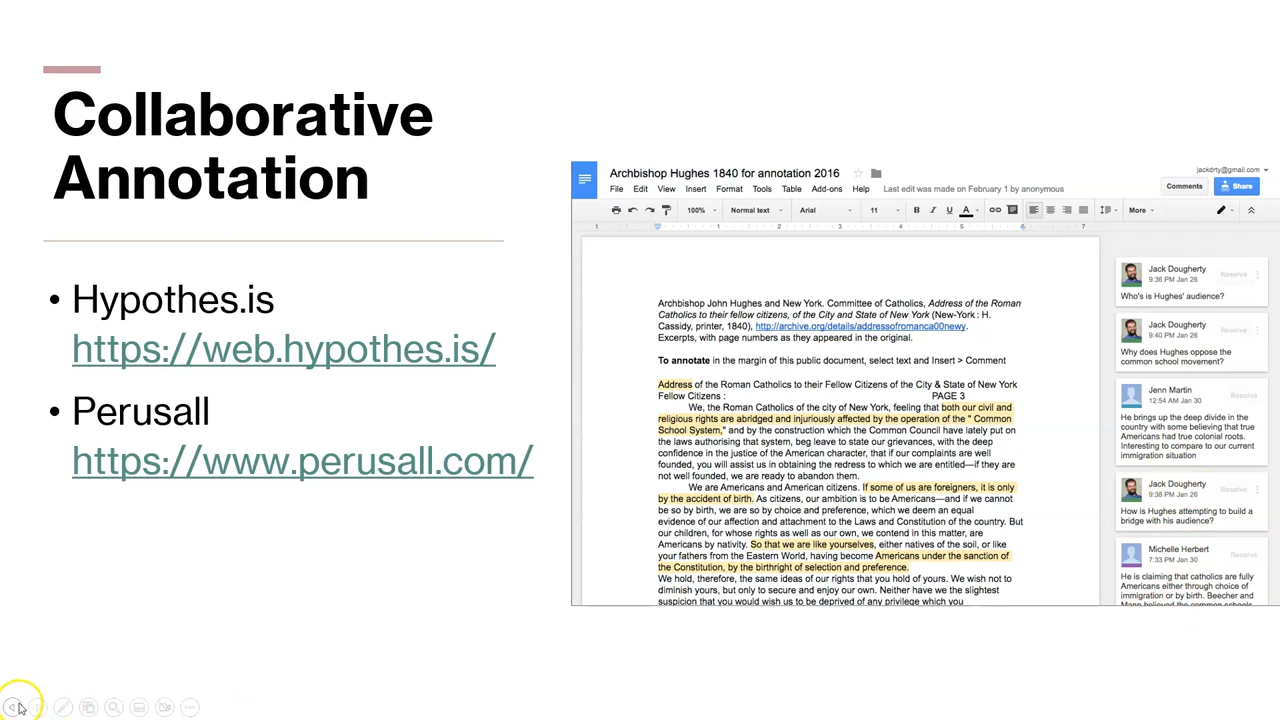 Collaborative
Annotation
• Hypothes.is
https://web.hypothes.is/
• Perusall
https://www.perusall.com/
Archbishop Hughes 1840 for annotation 2016
jackdrty@gmail.com
File Edit View Insert Format Tools Table Add-ons Help Last edit was made on February 1 by anonymous
Comments Share
100% Normal text Arial 11 B I U A More
1 1 2 3 4 5 6 7
Archbishop John Hughes and New York. Committee of Catholics, Address of the Roman
Catholics to their fellow citizens, of the City and State of New York (New-York : H.
Cassidy, printer, 1840), http://archive.org/details/addressofromanca00newy.
Excerpts, with page numbers as they appeared in the original.
To annotate in the margin of this public document, select text and Insert > Comment
Address of the Roman Catholics to their Fellow Citizens of the City & State of New York
Fellow Citizens : PAGE 3
We, the Roman Catholics of the city of New York, feeling that both our civil and
religious rights are abridged and injuriously affected by the operation of the " Common
School System," and by the construction which the Common Council have lately put on
the laws authorising that system, beg leave to state our grievances, with the deep
confidence in the justice of the American character, that if our complaints are well
founded, you will assist us in obtaining the redress to which we are entitled—if they are
not well founded, we are ready to abandon them.
We are Americans and American citizens. If some of us are foreigners, it is only
by the accident of birth. As citizens, our ambition is to be Americans—and if we cannot
be so by birth, we are so by choice and preference, which we deem an equal
evidence of our affection and attachment to the Laws and Constitution of the country. But
our children, for whose rights as well as our own, we contend in this matter, are
Americans by nativity. So that we are like yourselves, either natives of the soil, or like
your fathers from the Eastern World, having become Americans under the sanction of
the Constitution, by the birthright of selection and preference.
We hold, therefore, the same ideas of our rights that you hold of yours. We wish not to
diminish yours, but only to secure and enjoy our own. Neither have we the slightest
suspicion that you would wish us to be deprived of any privilege which you
Jack Dougherty
9:36 PM Jan 26
Resolve
Who's is Hughes' audience?
Jack Dougherty
9:40 PM Jan 26
Resolve
Why does Hughes oppose the
common school movement?
Jenn Martin
12:54 AM Jan 30
Resolve
He brings up the deep divide in the
country with some believing that true
Americans had true colonial roots.
Interesting to compare to our current
immigration situation
Jack Dougherty
9:38 PM Jan 26
Resolve
How is Hughes attempting to build a
bridge with his audience?
Michelle Herbert
7:33 PM Jan 30
Resolve
He is claiming that catholics are fully
Americans either through choice of
immigration or by birth. Beecher and
Mann believed the common schools